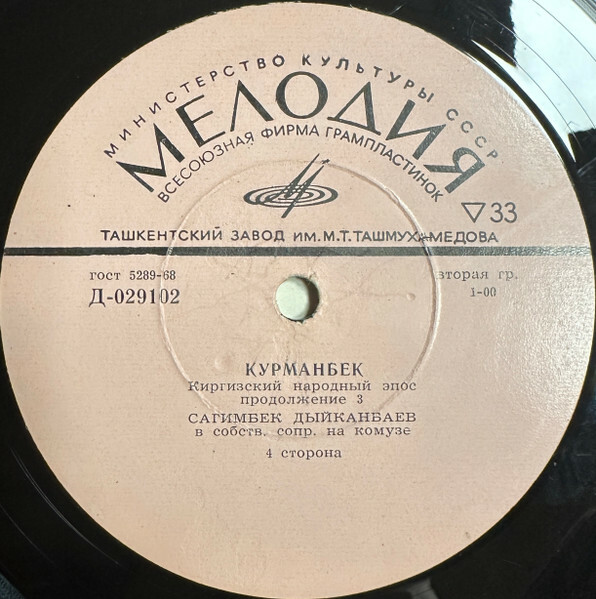 МИНИСТЕРСТВО КУЛЬТУРЫ СССР
МЕЛОДИЯ
ВСЕСОЮЗНАЯ ФИРМА ГРАМПЛАСТИНОК
▽33
ТАШКЕНТСКИЙ ЗАВОД ИМ. М.Т. ТАШМУХАМЕДОВА
гост 5289-68
Д-029102
вторая гр.
1-00
КУРМАНБЕК
Киргизский народный эпос
продолжение 3
САГИМБЕК ДЫЙКАНБАЕВ
в собств. сопр. на комузе
4 сторона